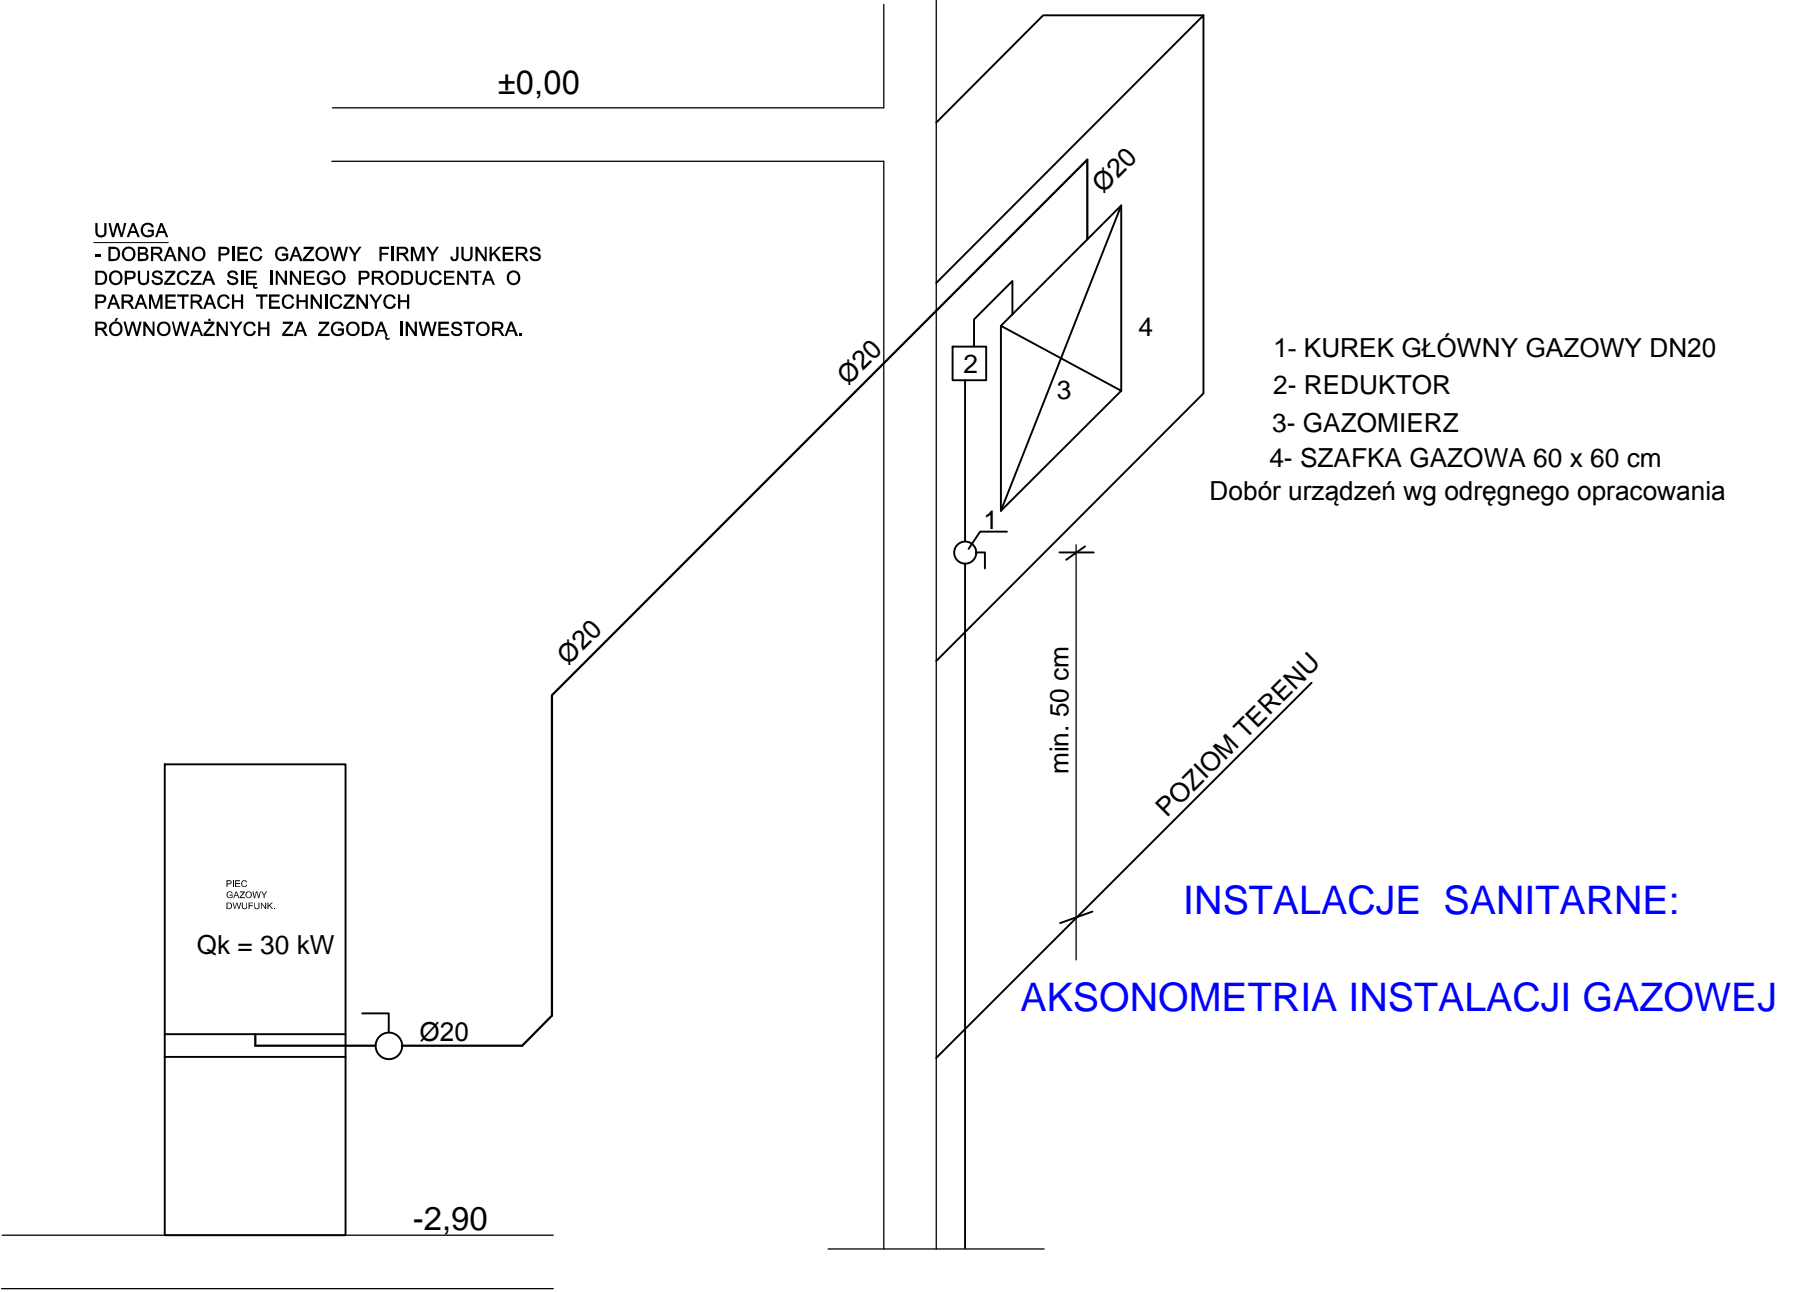 ±0,00
UWAGA
- DOBRANO PIEC GAZOWY FIRMY JUNKERS
DOPUSZCZA SIĘ INNEGO PRODUCENTA O
PARAMETRACH TECHNICZNYCH
RÓWNOWAŻNYCH ZA ZGODĄ INWESTORA.
Ø20
Ø20
Ø20
2
3
4
1
1- KUREK GŁÓWNY GAZOWY DN20
2- REDUKTOR
3- GAZOMIERZ
4- SZAFKA GAZOWA 60 x 60 cm
Dobór urządzeń wg odręgnego opracowania
min. 50 cm
POZIOM TERENU
PIEC
GAZOWY
DWUFUNK.
Qk = 30 kW
Ø20
-2,90
INSTALACJE SANITARNE:
AKSONOMETRIA INSTALACJI GAZOWEJ